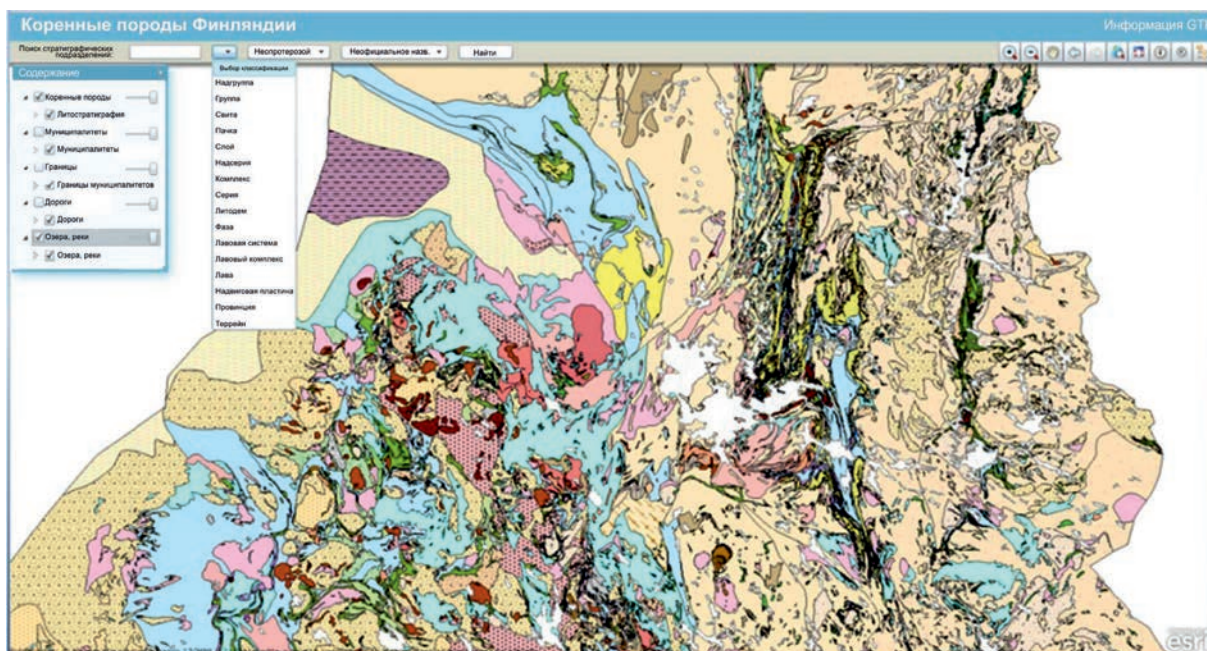 Коренные породы Финляндии
Информация GT
Поиск стратиграфических
подразделений:
Неопротерозой
Неофициальное назв.
Найти
Содержание
Коренные породы
Литостратиграфия
Муниципалитеты
Муниципалитеты
Границы
Границы муниципалитетов
Дороги
Дороги
Озёра, реки
Озера, реки
Выбор классификации
Надгруппа
Группа
Свита
Пачка
Слой
Надсерия
Комплекс
Серия
Литодем
Фаза
Лавовая система
Лавовый комплекс
Лава
Надвиговая пластина
Провинция
Террейн
esri